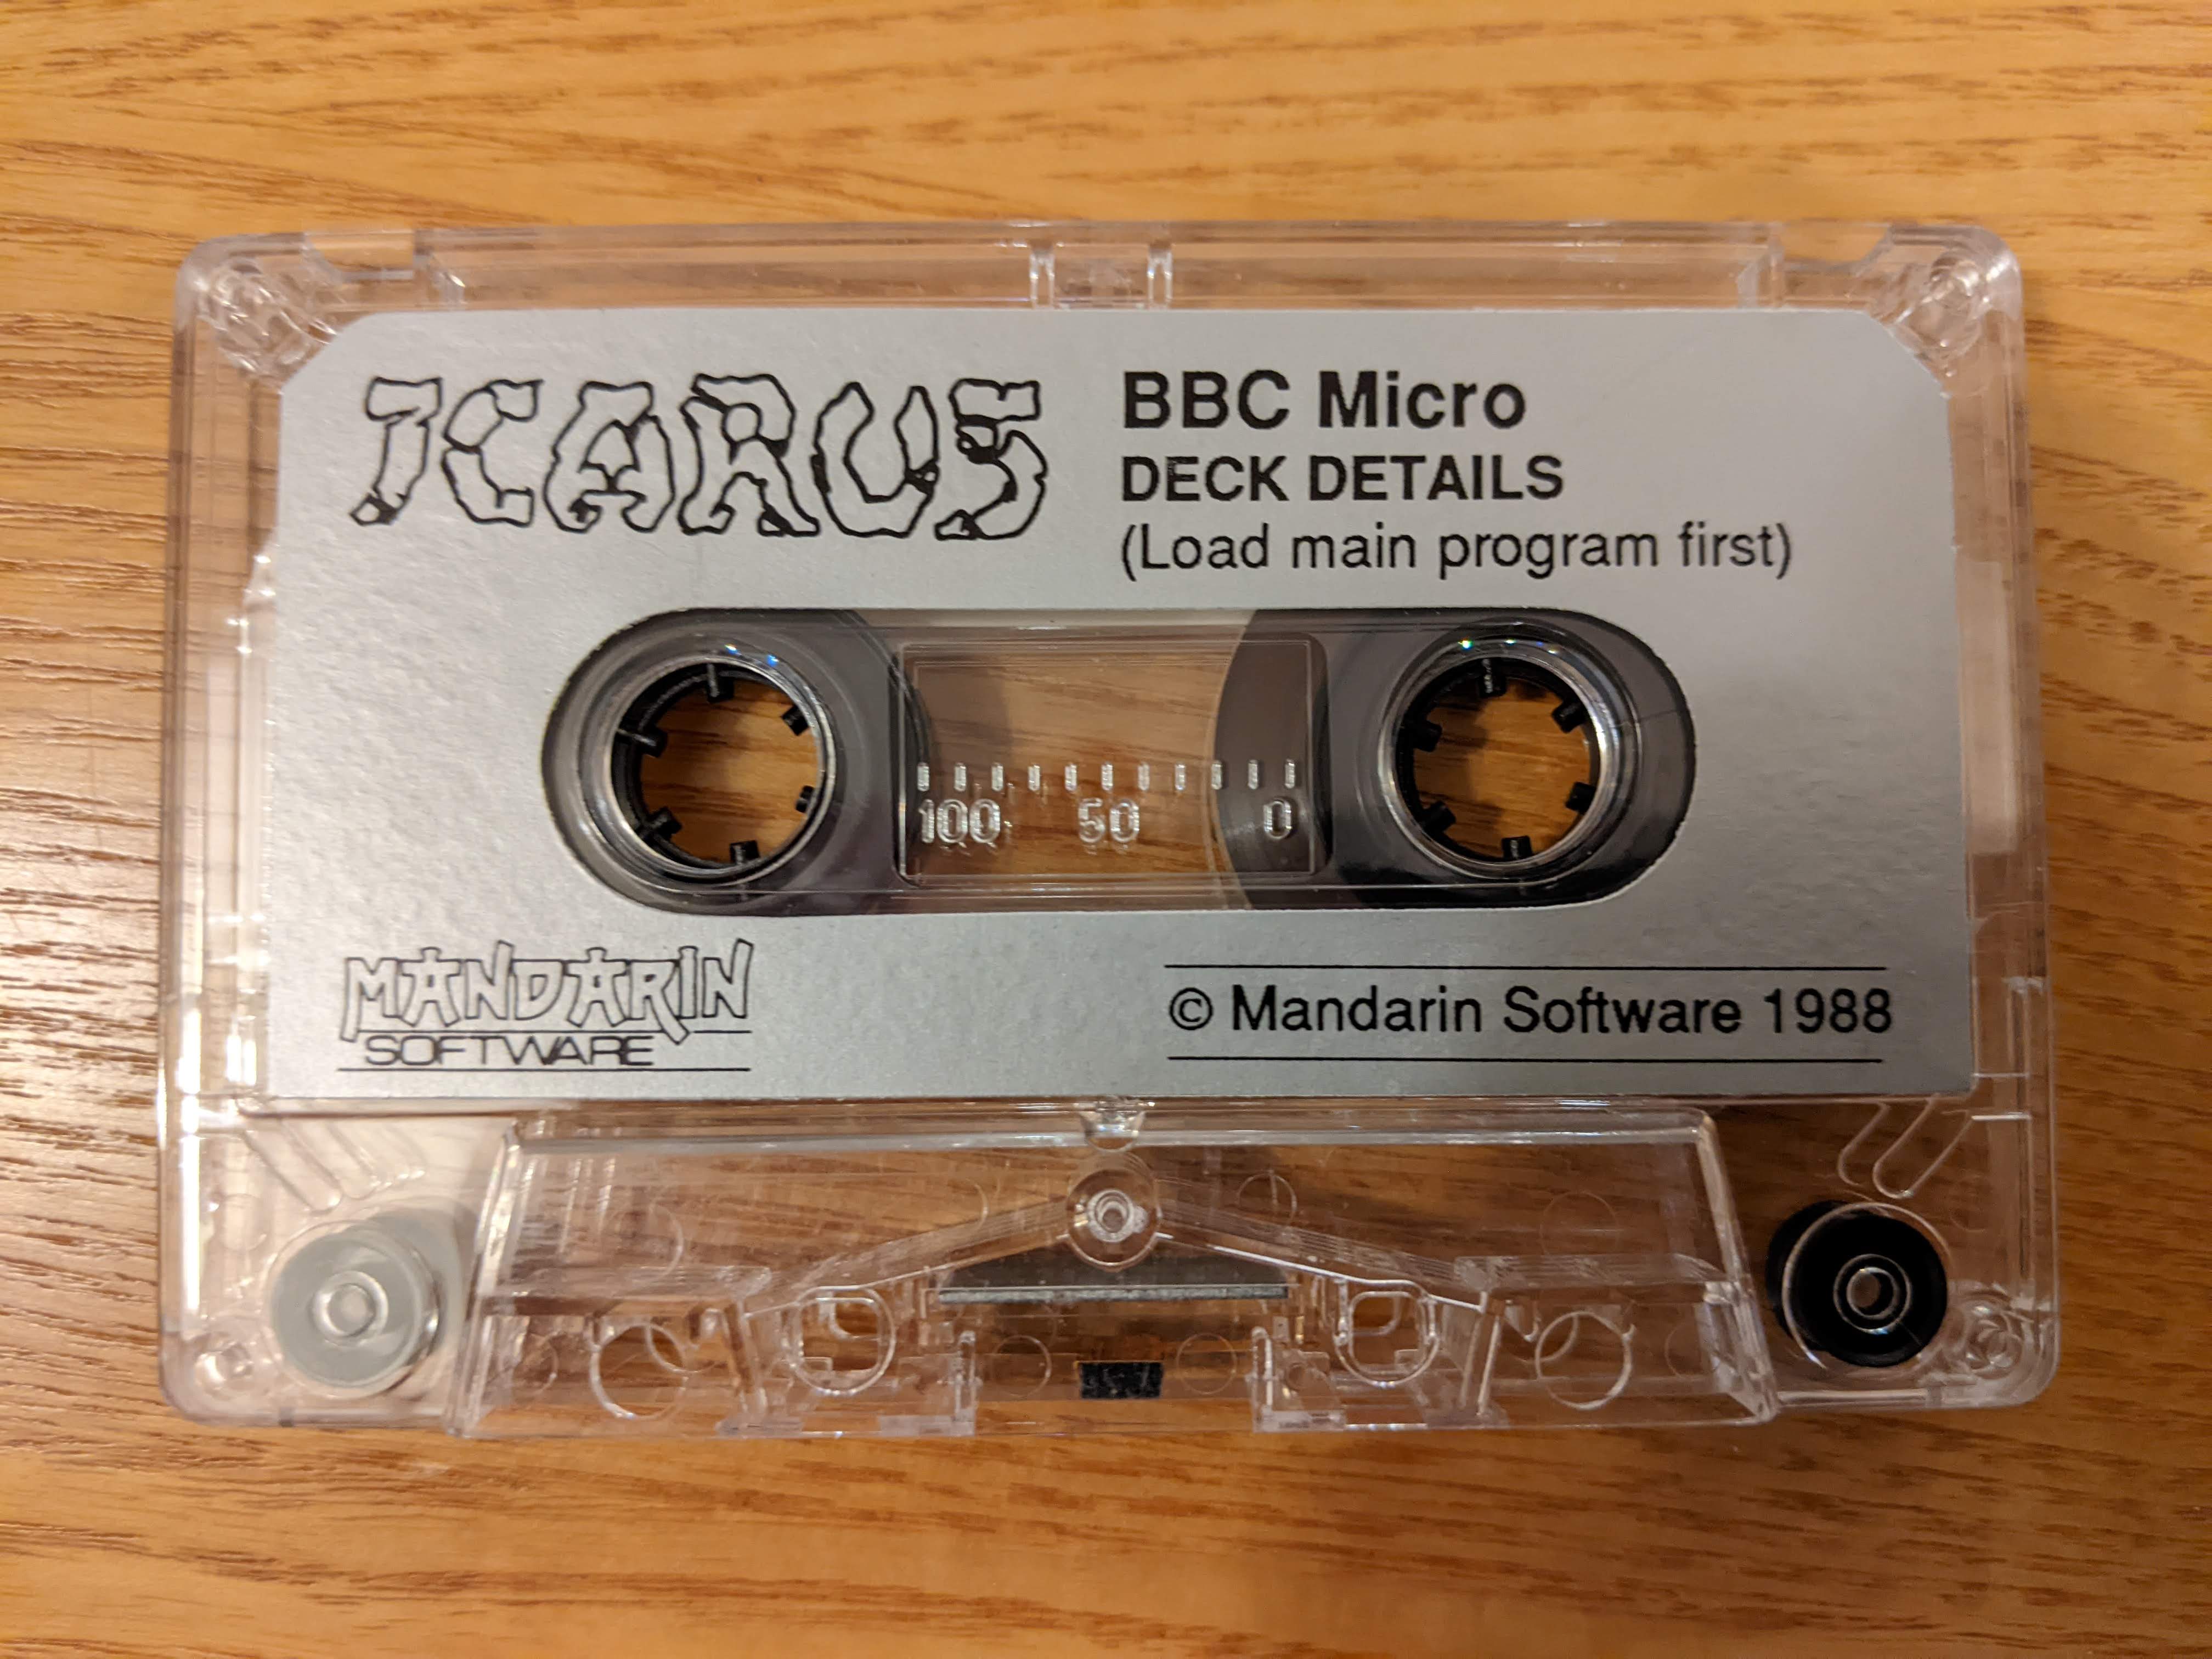 ICARUS
BBC Micro
DECK DETAILS
(Load main program first)
100 50 0
MANDARIN
SOFTWARE
© Mandarin Software 1988